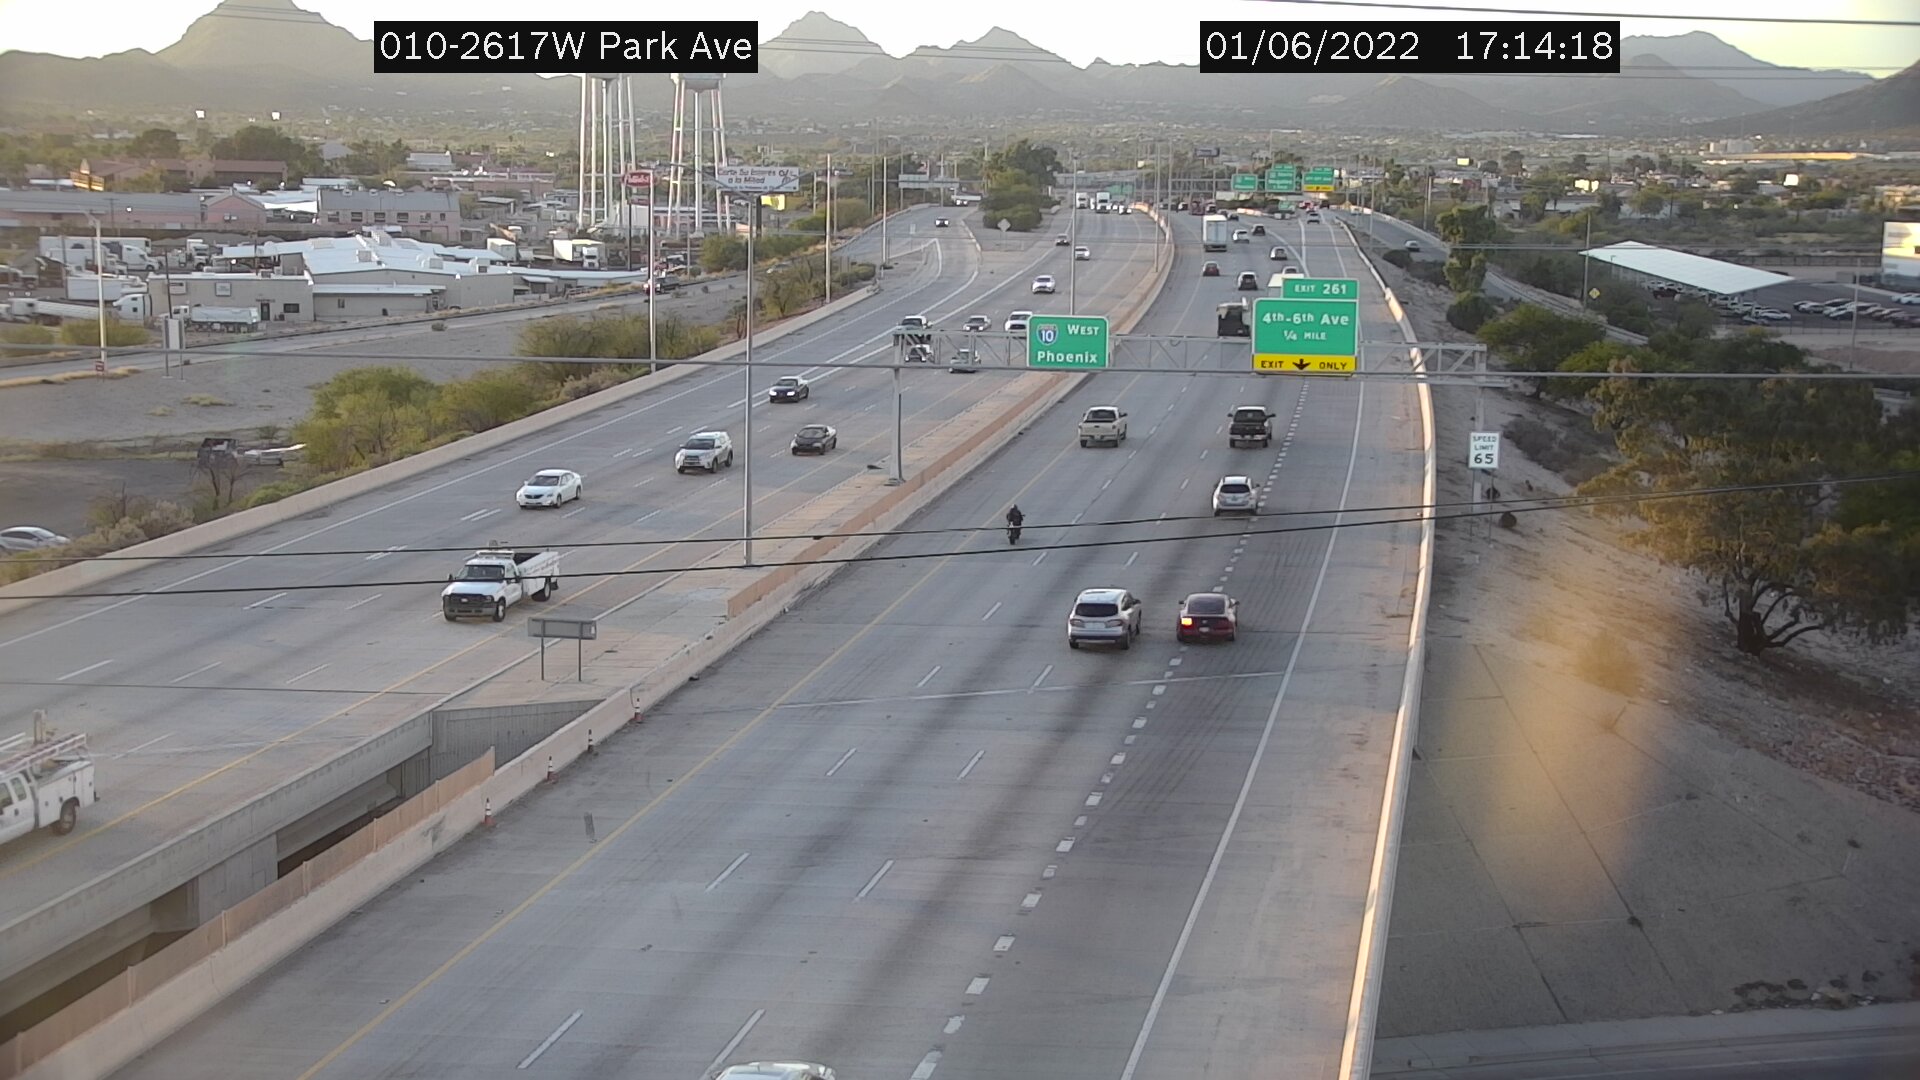 010-2617W Park Ave
01/06/2022 17:14:18
EXIT 261
4th-6th Ave
1/4 MILE
EXIT ONLY
10 WEST
Phoenix
SPEED
LIMIT
65